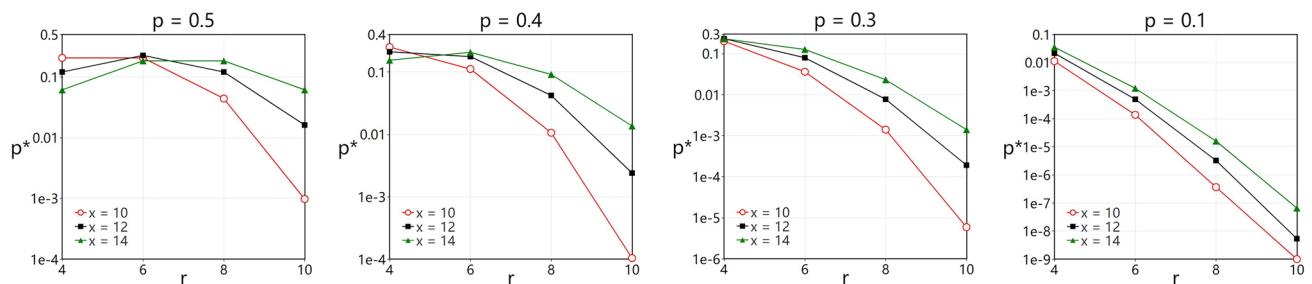 p = 0.5
0.5
0.1
0.01
1e-3
1e-4
p*
x = 10
x = 12
x = 14
4
6
8
10
r
p = 0.4
0.4
0.1
0.01
1e-3
1e-4
p*
x = 10
x = 12
x = 14
4
6
8
10
r
p = 0.3
0.3
0.1
0.01
1e-3
1e-4
1e-5
1e-6
p*
x = 10
x = 12
x = 14
4
6
8
10
r
p = 0.1
0.1
0.01
1e-3
1e-4
1e-5
1e-6
1e-7
1e-8
1e-9
p*
x = 10
x = 12
x = 14
4
6
8
10
r